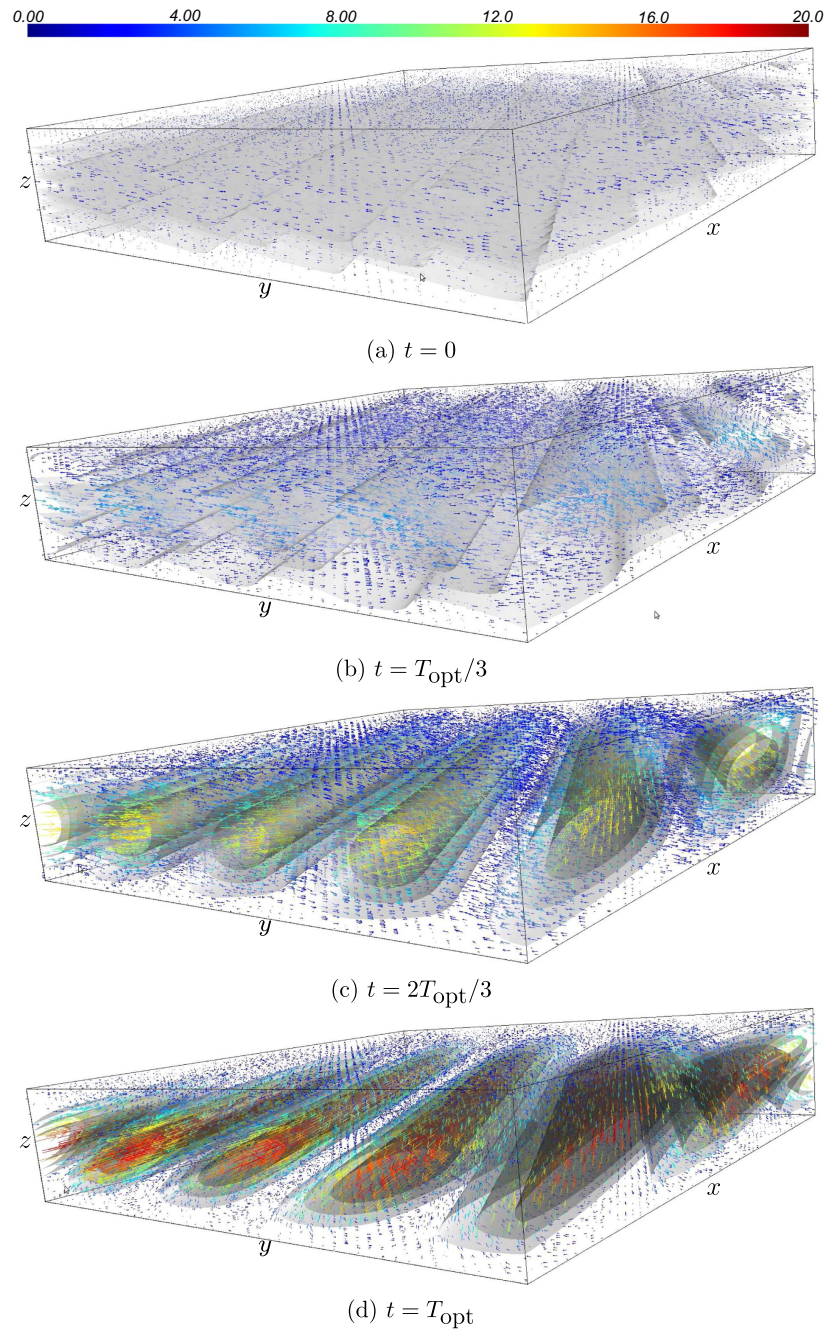 0.00 4.00 8.00 12.0 16.0 20.0
z
x
y
(a) t = 0
z
x
y
(b) t = T_opt/3
z
x
y
(c) t = 2T_opt/3
z
x
y
(d) t = T_opt